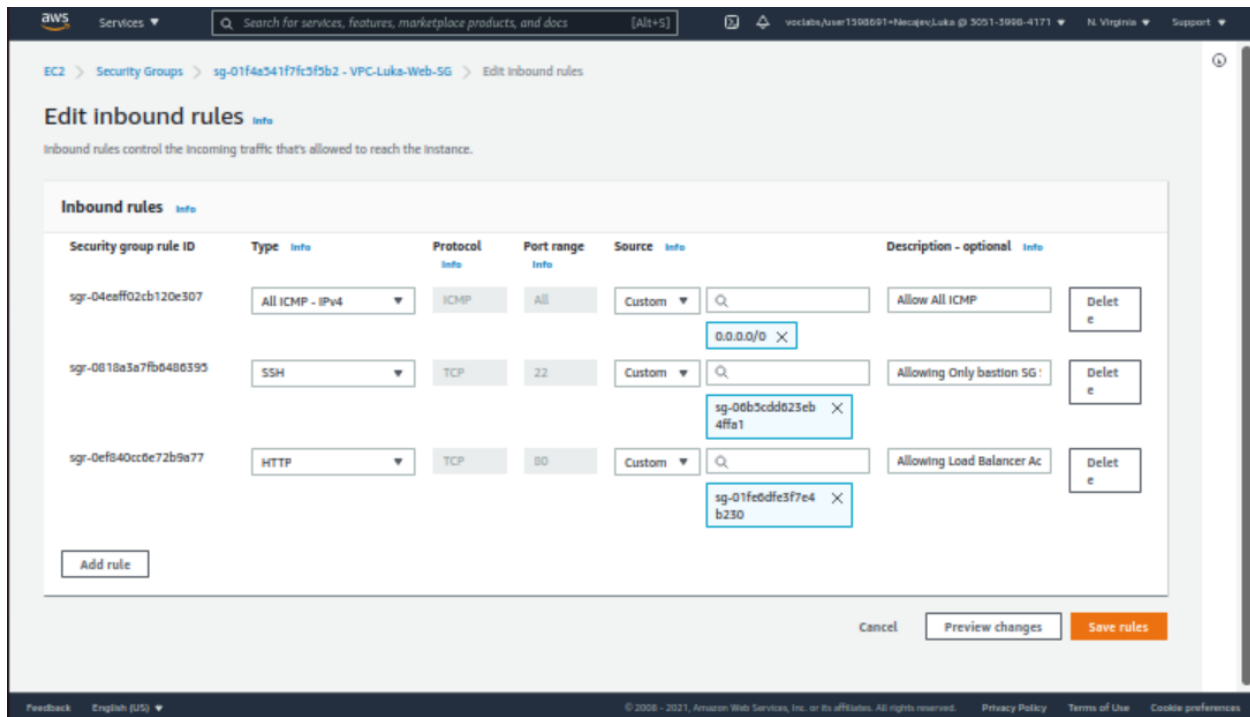 aws Services ▼ Search for services, features, marketplace products, and docs [Alt+S] voclabs/user1598691=Necajev,Luka @ 3051-3998-4171 ▼ N. Virginia ▼ Support ▼
EC2 > Security Groups > sg-01f4a541f7fc5f5b2 - VPC-Luka-Web-SG > Edit inbound rules
Edit inbound rules Info
Inbound rules control the incoming traffic that's allowed to reach the instance.
Inbound rules Info
Security group rule ID Type Info Protocol Info Port range Info Source Info Description - optional Info
sgr-04eaff02cb120e307 All ICMP - IPv4 ▼ ICMP All Custom ▼ Allow All ICMP Delete
0.0.0.0/0 ×
sgr-0818a3a7fb6486395 SSH ▼ TCP 22 Custom ▼ Allowing Only bastion SG Delete
sg-06b5cdd623eb ×
4ffa1
sgr-0ef840cc6e72b9a77 HTTP ▼ TCP 80 Custom ▼ Allowing Load Balancer Ac Delete
sg-01fe6dfe3f7e4 ×
b230
Add rule
Cancel Preview changes Save rules
Feedback English (US) ▼ © 2008 - 2021, Amazon Web Services, Inc. or its affiliates. All rights reserved. Privacy Policy Terms of Use Cookie preferences